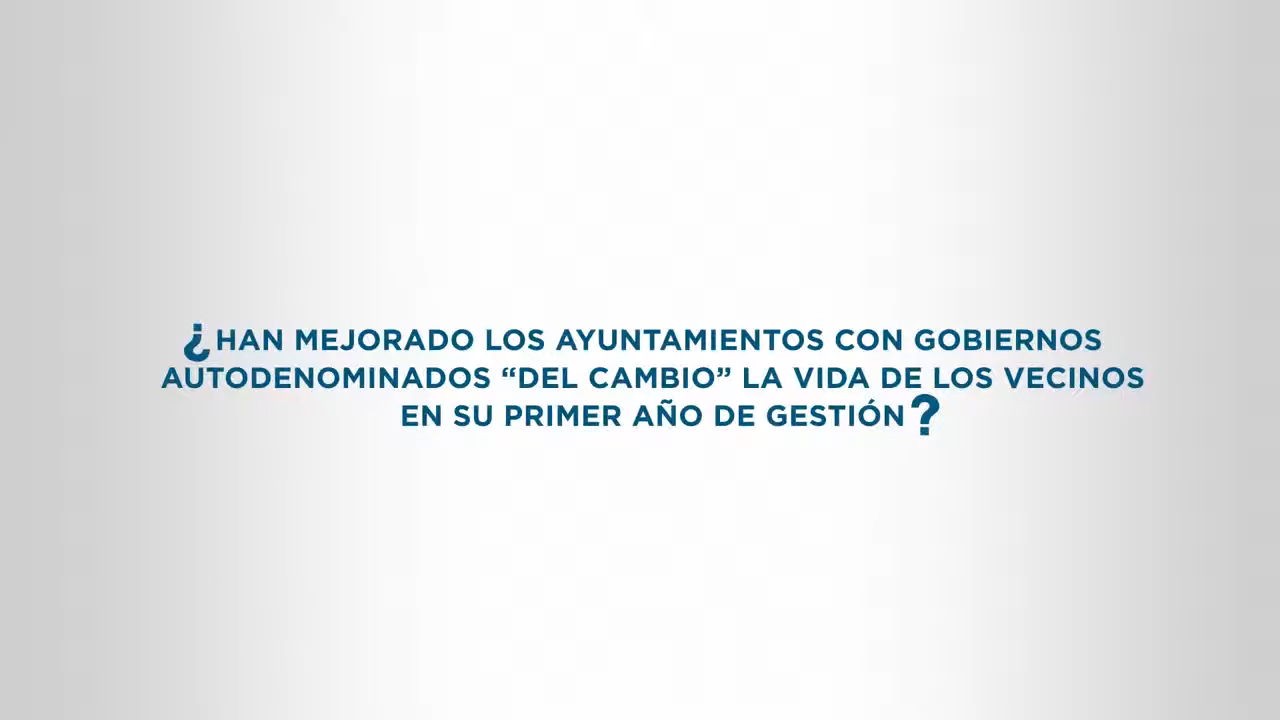 ¿HAN MEJORADO LOS AYUNTAMIENTOS CON GOBIERNOS
AUTODENOMINADOS “DEL CAMBIO” LA VIDA DE LOS VECINOS
EN SU PRIMER AÑO DE GESTIÓN?